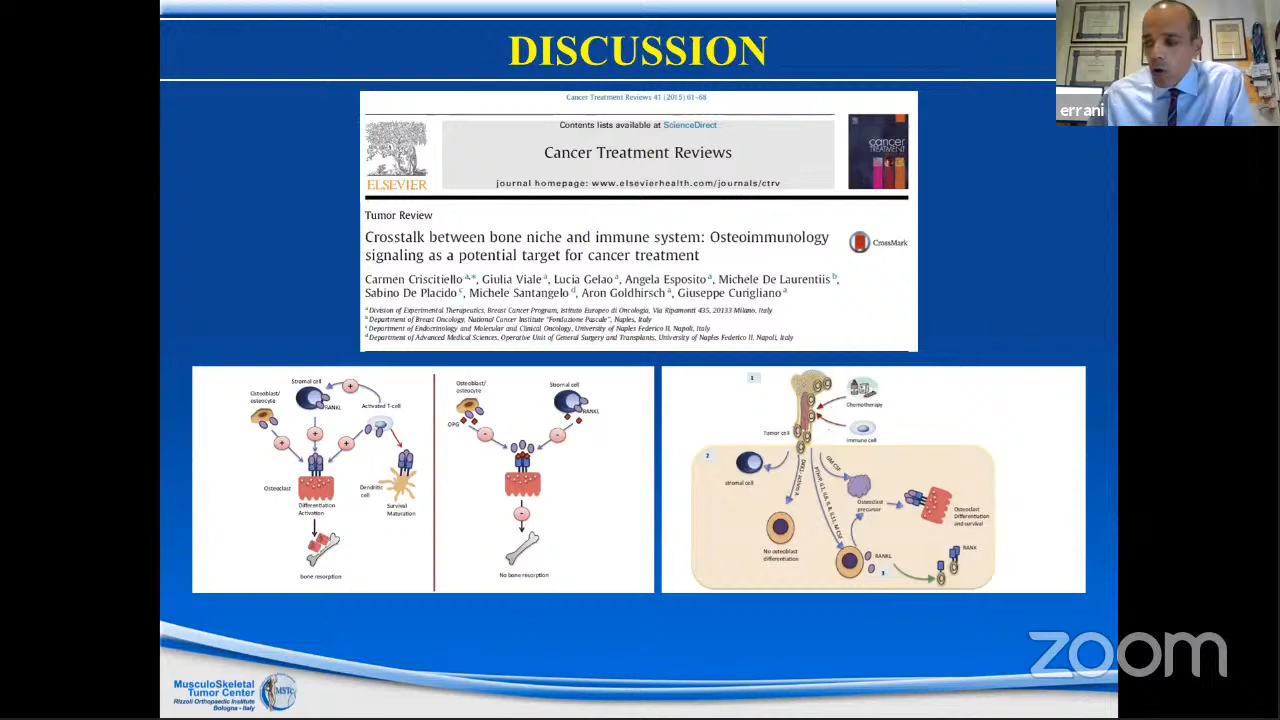 DISCUSSION
errani
Cancer Treatment Reviews 41 (2015) 61–68
Contents lists available at ScienceDirect
Cancer Treatment Reviews
journal homepage: www.elsevierhealth.com/journals/ctrv
ELSEVIER
cancer
TREATMENT
Tumor Review
Crosstalk between bone niche and immune system: Osteoimmunology
signaling as a potential target for cancer treatment
CrossMark
Carmen Criscitiello a,*, Giulia Viale a, Lucia Gelao a, Angela Esposito a, Michele De Laurentiis b,
Sabino De Placido c, Michele Santangelo d, Aron Goldhirsch a, Giuseppe Curigliano a
a Division of Experimental Therapeutics, Breast Cancer Program, Istituto Europeo di Oncologia, Via Ripamonti 435, 20133 Milano, Italy
b Department of Breast Oncology, National Cancer Institute "Fondazione Pascale", Naples, Italy
c Department of Endocrinology and Molecular and Clinical Oncology, University of Naples Federico II, Napoli, Italy
d Department of Advanced Medical Sciences, Operative Unit of General Surgery and Transplants, University of Naples Federico II, Napoli, Italy
Stromal cell
Osteoblast/
osteocyte
RANKL
Activated T-cell
+
+
+
+
Osteoclast
Differentiation
Activation
Dendritic
cell
Survival
Maturation
bone resorption
Osteoblast/
osteocyte
Stromal cell
RANKL
OPG
-
-
-
No bone resorption
1
Chemotherapy
Tumor cell
Immune cell
2
stromal cell
GM CSF
Osteoclast
precursor
Osteoclast
Differentiation
and survival
No osteoblast
differentiation
RANKL
3
RANK
MusculoSkeletal
Tumor Center
Rizzoli Orthopaedic Institute
Bologna - Italy
MSTC
zoom